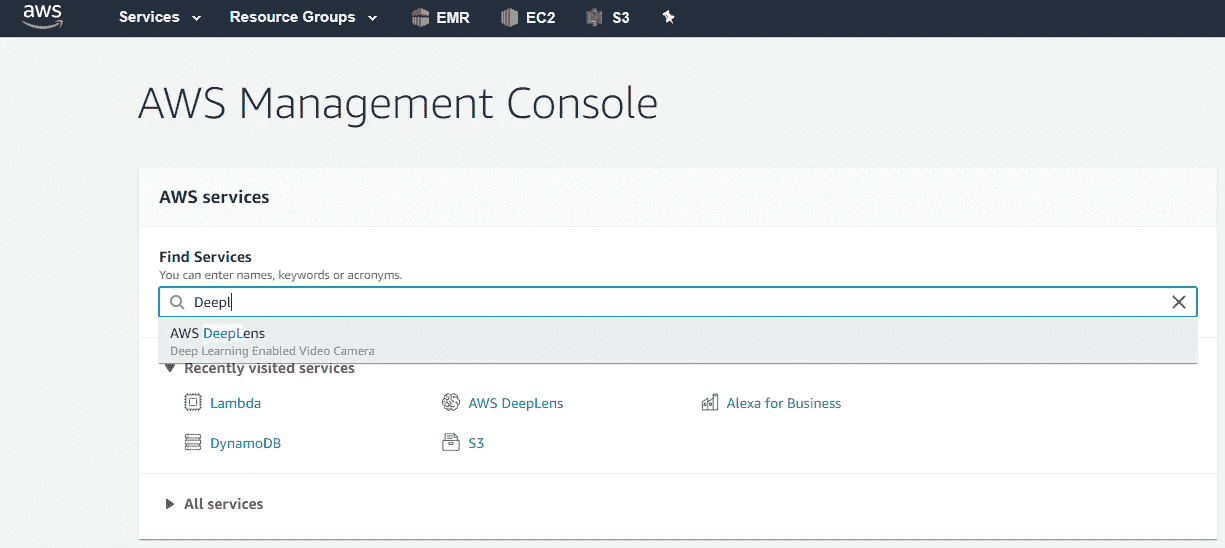 aws Services Resource Groups EMR EC2 S3
AWS Management Console
AWS services
Find Services
You can enter names, keywords or acronyms.
Deepl
AWS DeepLens
Deep Learning Enabled Video Camera
Recently visited services
Lambda AWS DeepLens Alexa for Business
DynamoDB S3
All services